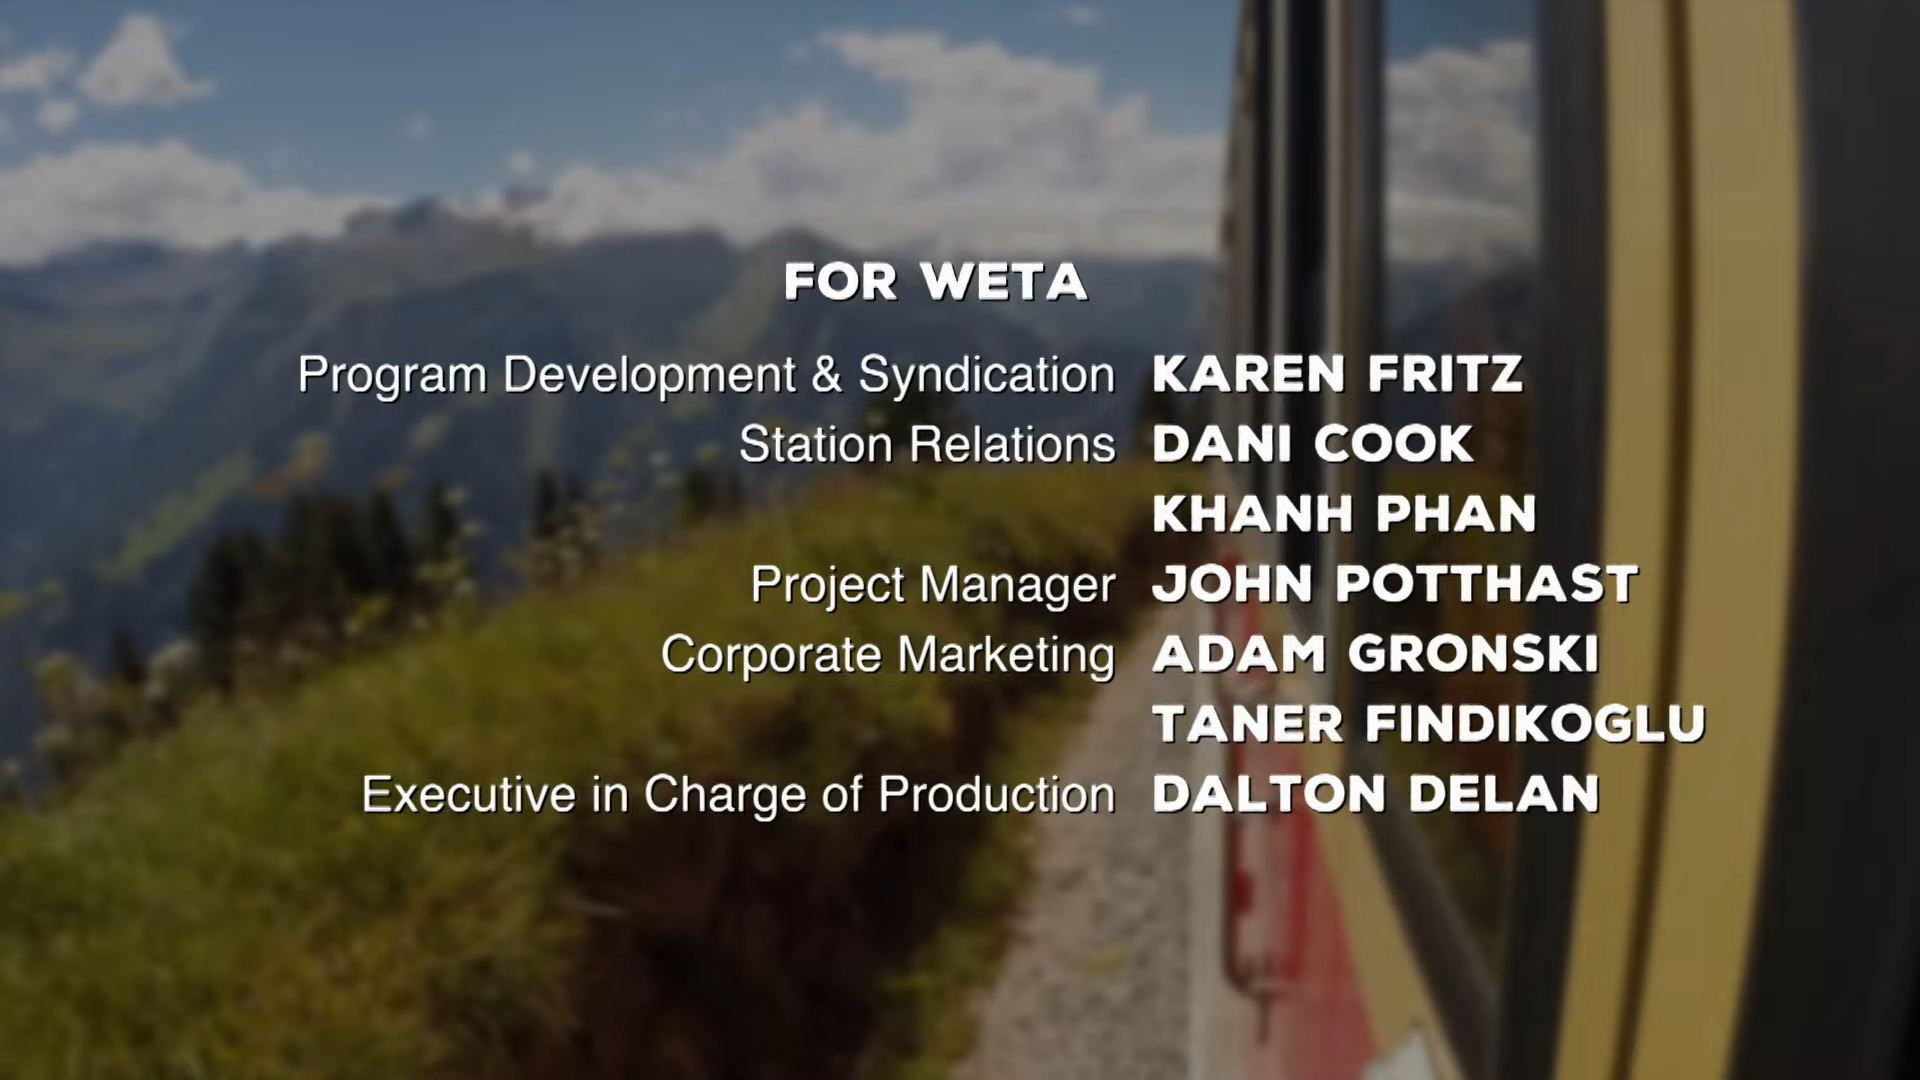 FOR WETA
Program Development & Syndication KAREN FRITZ
Station Relations DANI COOK
KHANH PHAN
Project Manager JOHN POTTHAST
Corporate Marketing ADAM GRONSKI
TANER FINDIKOGLU
Executive in Charge of Production DALTON DELAN